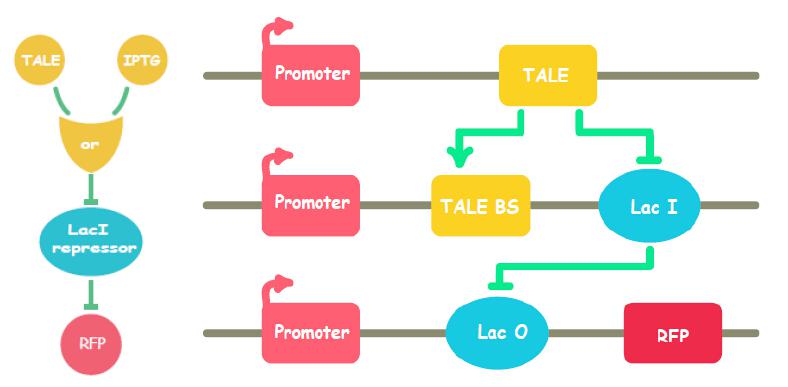 TALE
IPTG
or
LacI
repressor
RFP
Promoter
TALE
Promoter
TALE BS
Lac I
Promoter
Lac O
RFP